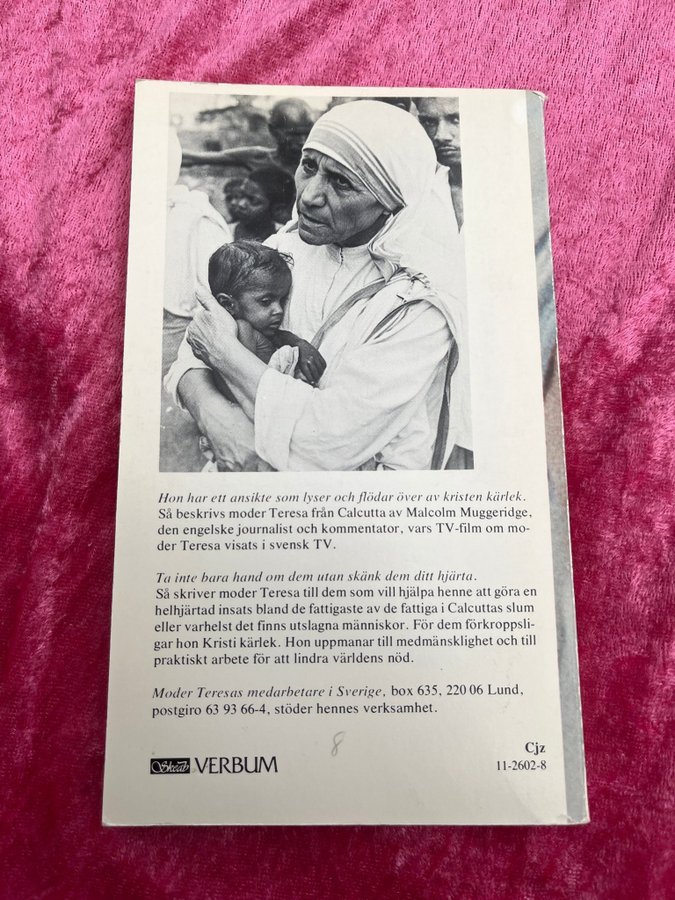 Hon har ett ansikte som lyser och flödar över av kristen kärlek.
Så beskrivs moder Teresa från Calcutta av Malcolm Muggeridge,
den engelske journalist och kommentator, vars TV-film om mo-
der Teresa visats i svensk TV.
Ta inte bara hand om dem utan skänk dem ditt hjärta.
Så skriver moder Teresa till dem som vill hjälpa henne att göra en
helhjärtad insats bland de fattigaste av de fattiga i Calcuttas slum
eller varhelst det finns utslagna människor. För dem förkroppsli-
gar hon Kristi kärlek. Hon uppmanar till medmänsklighet och till
praktiskt arbete för att lindra världens nöd.
Moder Teresas medarbetare i Sverige, box 635, 220 06 Lund,
postgiro 63 93 66-4, stöder hennes verksamhet.
8
Skeab VERBUM
Cjz
11-2602-8